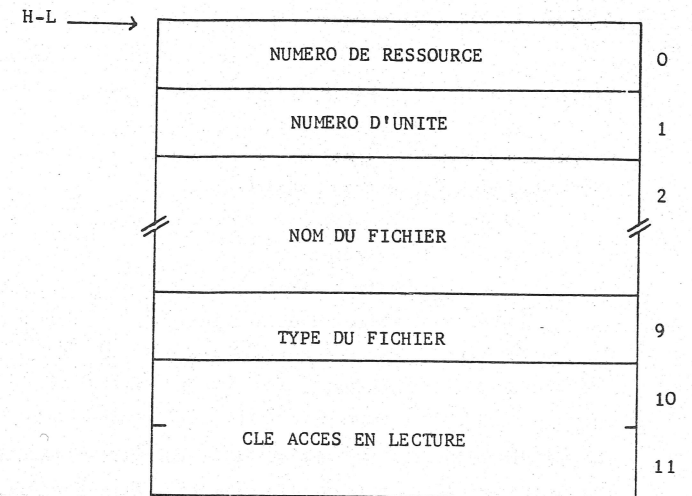 H-L
NUMERO DE RESSOURCE 0
NUMERO D'UNITE 1
2
NOM DU FICHIER
TYPE DU FICHIER 9
10
CLE ACCES EN LECTURE
11